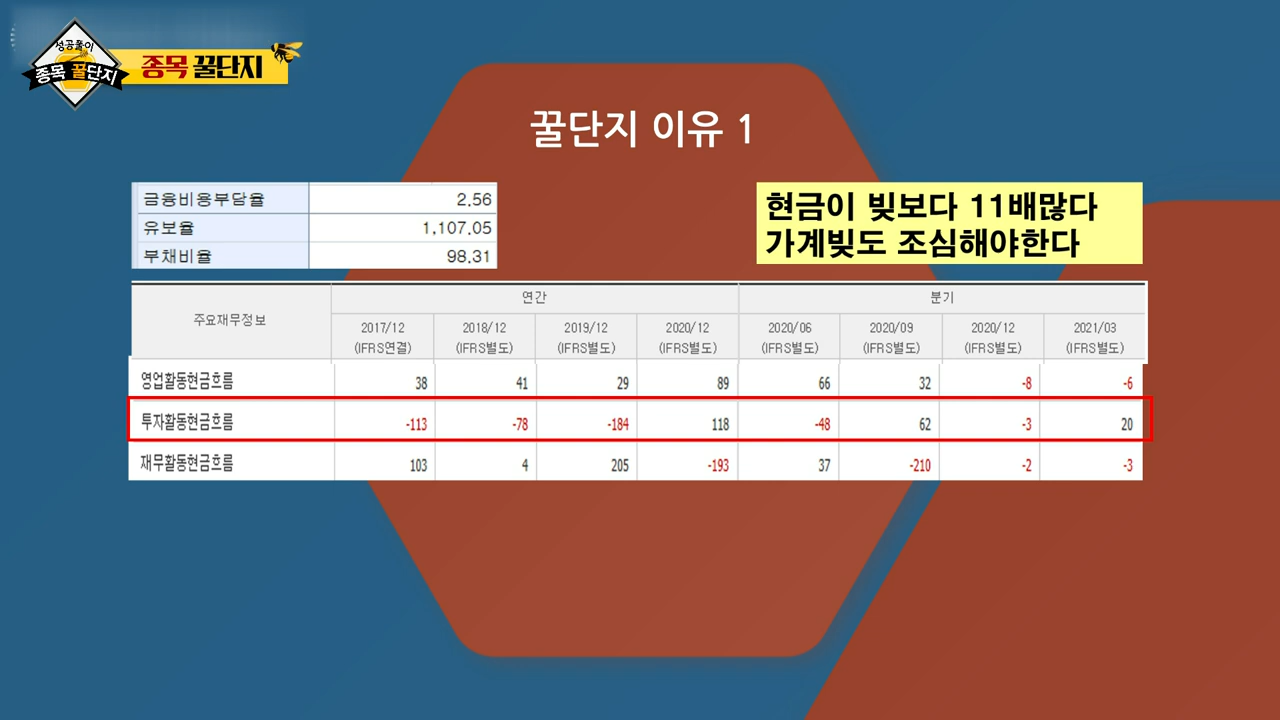 성공풀이
종목 꿀단지
종목 꿀단지
꿀단지 이유 1
금융비용부담율 2.56
유보율 1,107.05
부채비율 98.31
현금이 빚보다 11배많다
가계빚도 조심해야한다
주요재무정보 연간 분기
2017/12 2018/12 2019/12 2020/12 2020/06 2020/09 2020/12 2021/03
(IFRS연결) (IFRS별도) (IFRS별도) (IFRS별도) (IFRS별도) (IFRS별도) (IFRS별도) (IFRS별도)
영업활동현금흐름 38 41 29 89 66 32 -8 -6
투자활동현금흐름 -113 -78 -184 118 -48 62 -3 20
재무활동현금흐름 103 4 205 -193 37 -210 -2 -3